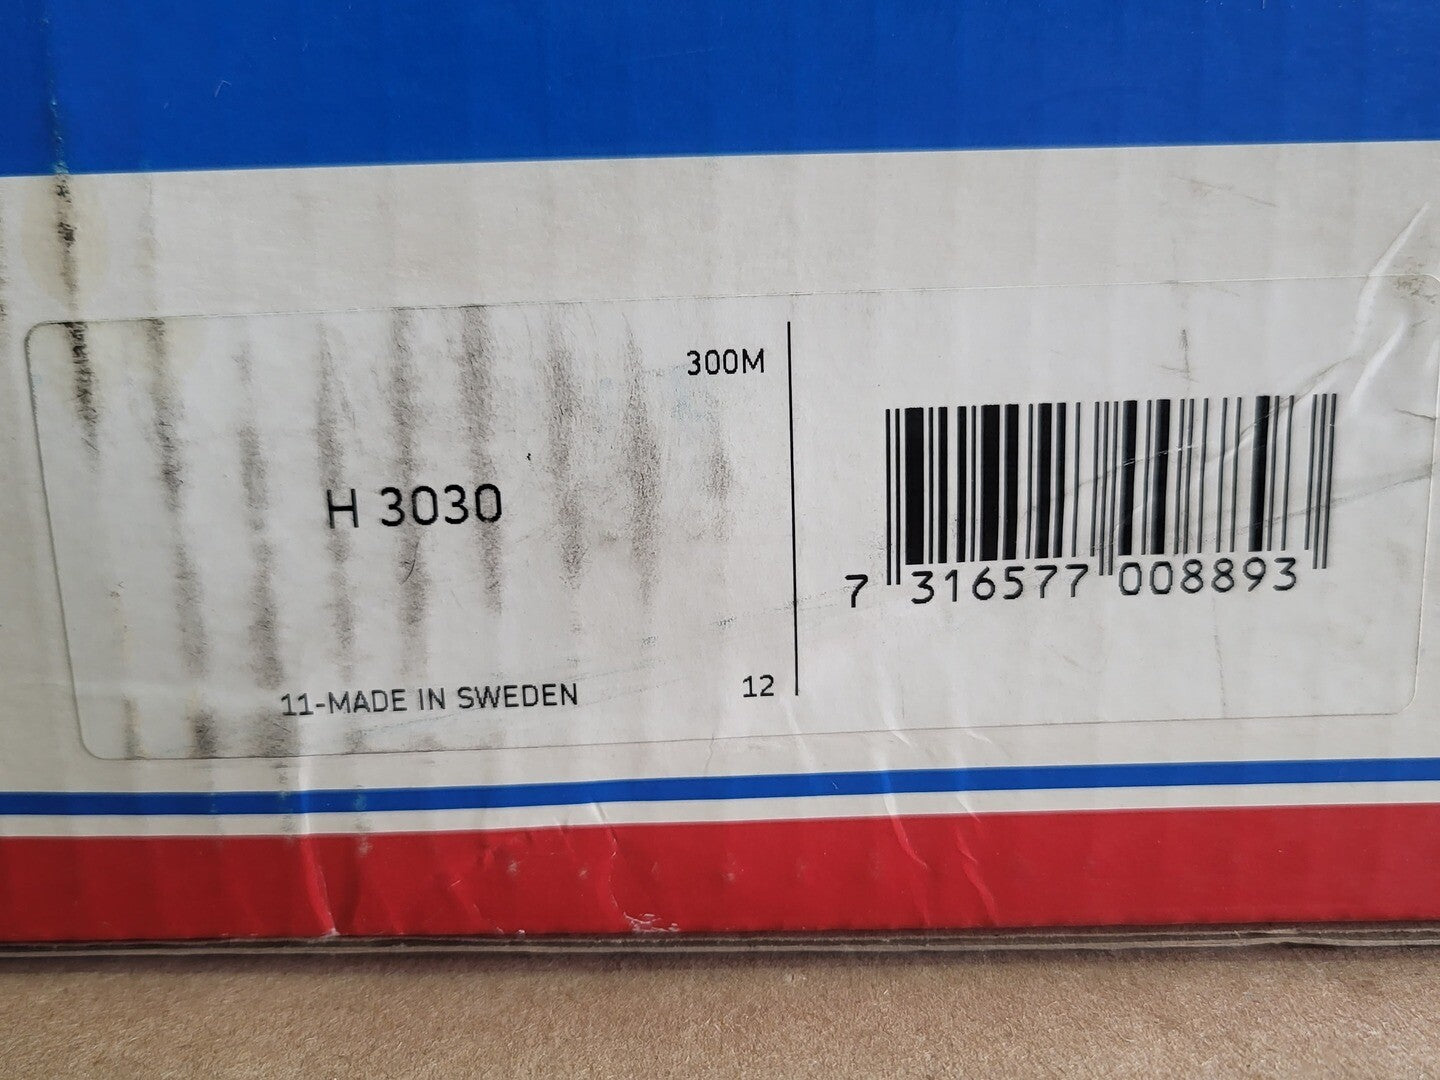 300M
H 3030
11-MADE IN SWEDEN
12
7 316577 008893